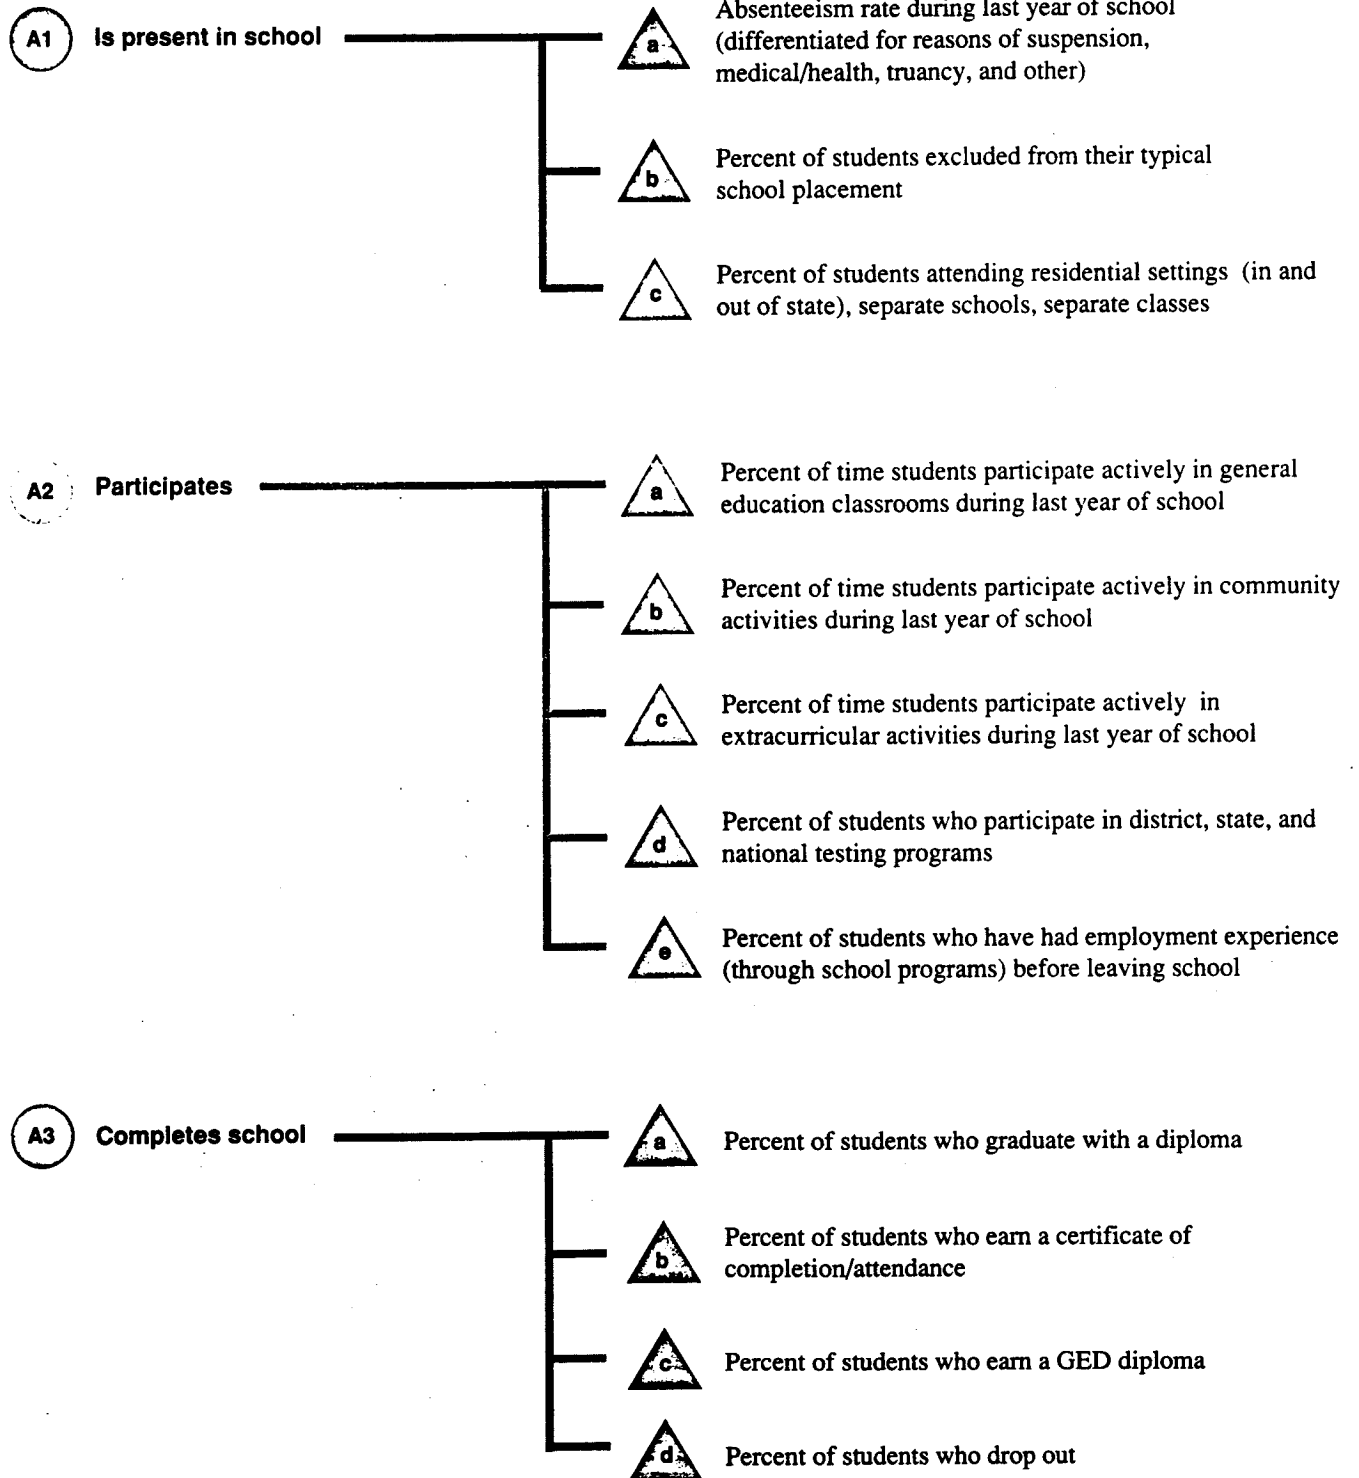 Absenteeism rate during last year of school
A1 Is present in school a (differentiated for reasons of suspension,
medical/health, truancy, and other)
b Percent of students excluded from their typical
school placement
c Percent of students attending residential settings (in and
out of state), separate schools, separate classes
A2 Participates a Percent of time students participate actively in general
education classrooms during last year of school
b Percent of time students participate actively in community
activities during last year of school
c Percent of time students participate actively in
extracurricular activities during last year of school
d Percent of students who participate in district, state, and
national testing programs
e Percent of students who have had employment experience
(through school programs) before leaving school
A3 Completes school a Percent of students who graduate with a diploma
b Percent of students who earn a certificate of
completion/attendance
c Percent of students who earn a GED diploma
d Percent of students who drop out